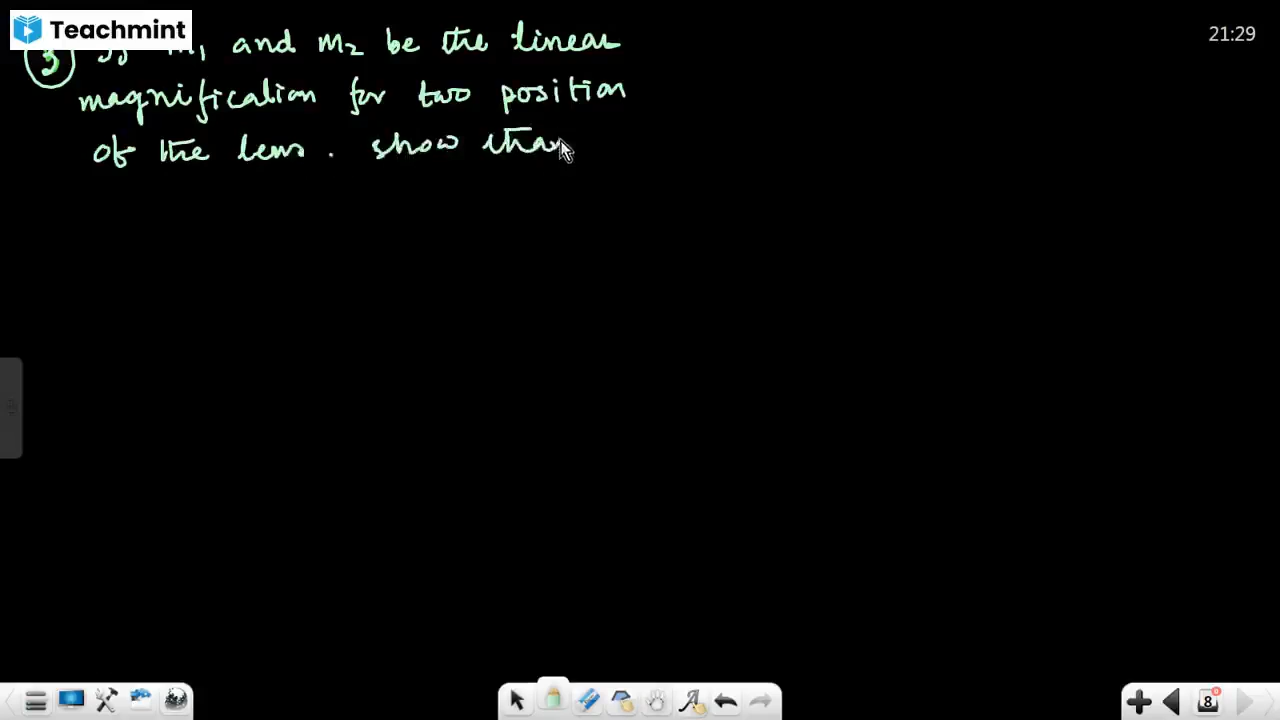 Teachmint
21:29
3 If m1 and m2 be the linear
magnification for two position
of the lens . show that
8